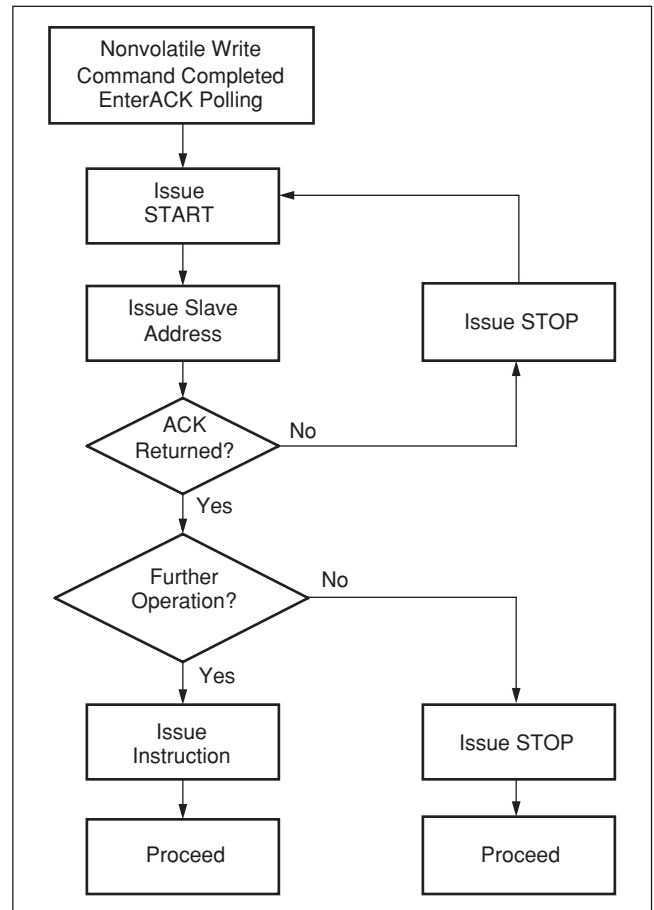 Nonvolatile Write
Command Completed
EnterACK Polling
Issue
START
Issue Slave
Address
Issue STOP
ACK
Returned?
No
Yes
Further
Operation?
No
Yes
Issue
Instruction
Issue STOP
Proceed
Proceed